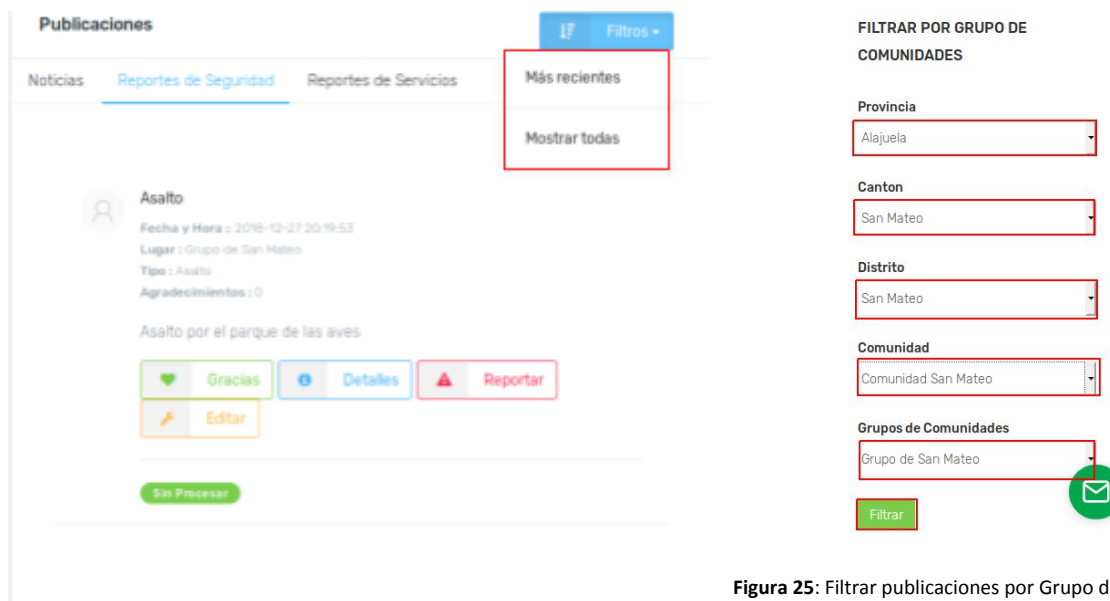 Publicaciones
Filtros
Noticias
Reportes de Seguridad
Reportes de Servicios
Más recientes
Mostrar todas
Asalto
Fecha y Hora : 2018-12-27 20:19:53
Lugar : Grupo de San Mateo
Tipo : Asalto
Agradecimientos : 0
Asalto por el parque de las aves
Gracias
Detalles
Reportar
Editar
Sin Procesar
FILTRAR POR GRUPO DE
COMUNIDADES
Provincia
Alajuela
Canton
San Mateo
Distrito
San Mateo
Comunidad
Comunidad San Mateo
Grupos de Comunidades
Grupo de San Mateo
Filtrar
Figura 25: Filtrar publicaciones por Grupo d